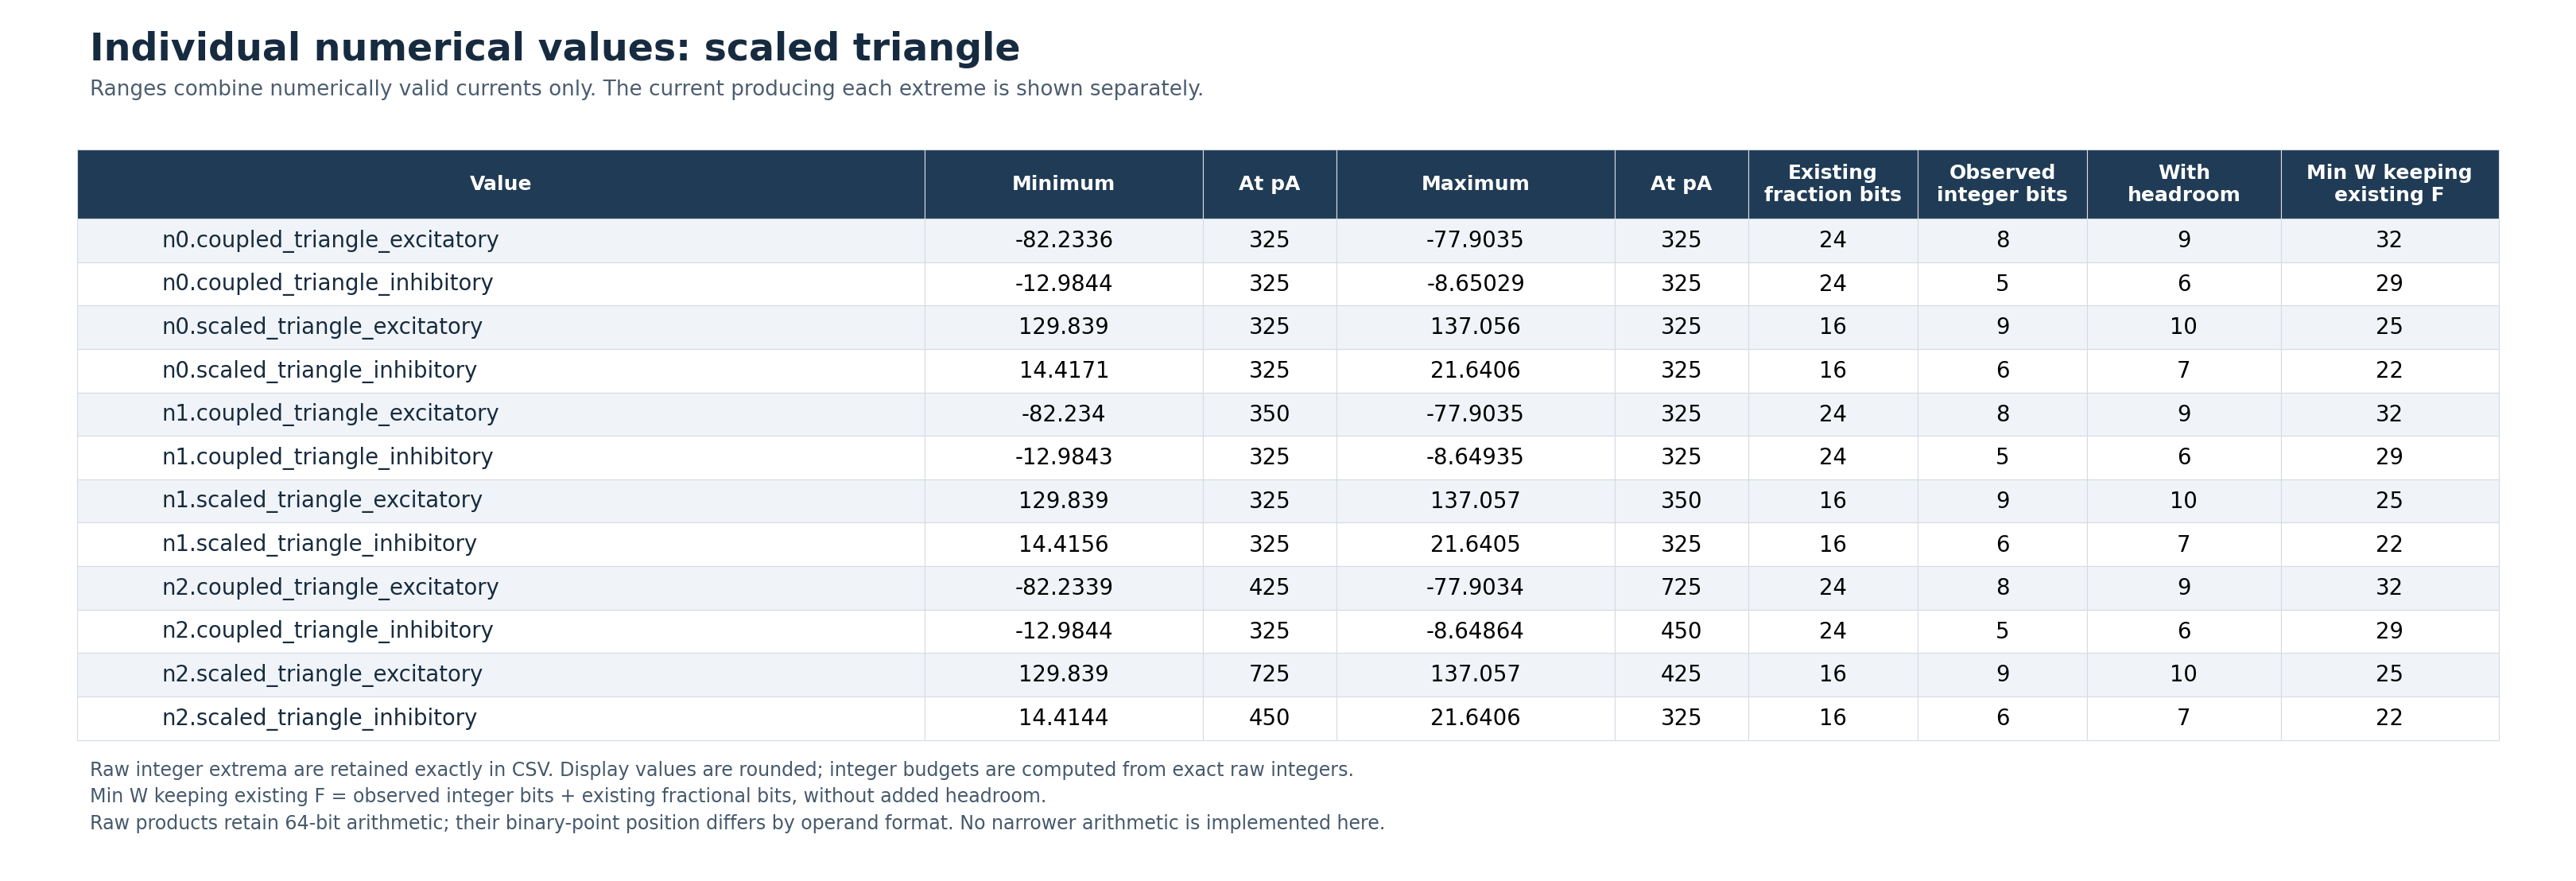 Individual numerical values: scaled triangle
Ranges combine numerically valid currents only. The current producing each extreme is shown separately.
Value Minimum At pA Maximum At pA Existing fraction bits Observed integer bits With headroom Min W keeping existing F
n0.coupled_triangle_excitatory -82.2336 325 -77.9035 325 24 8 9 32
n0.coupled_triangle_inhibitory -12.9844 325 -8.65029 325 24 5 6 29
n0.scaled_triangle_excitatory 129.839 325 137.056 325 16 9 10 25
n0.scaled_triangle_inhibitory 14.4171 325 21.6406 325 16 6 7 22
n1.coupled_triangle_excitatory -82.234 350 -77.9035 325 24 8 9 32
n1.coupled_triangle_inhibitory -12.9843 325 -8.64935 325 24 5 6 29
n1.scaled_triangle_excitatory 129.839 325 137.057 350 16 9 10 25
n1.scaled_triangle_inhibitory 14.4156 325 21.6405 325 16 6 7 22
n2.coupled_triangle_excitatory -82.2339 425 -77.9034 725 24 8 9 32
n2.coupled_triangle_inhibitory -12.9844 325 -8.64864 450 24 5 6 29
n2.scaled_triangle_excitatory 129.839 725 137.057 425 16 9 10 25
n2.scaled_triangle_inhibitory 14.4144 450 21.6406 325 16 6 7 22
Raw integer extrema are retained exactly in CSV. Display values are rounded; integer budgets are computed from exact raw integers.
Min W keeping existing F = observed integer bits + existing fractional bits, without added headroom.
Raw products retain 64-bit arithmetic; their binary-point position differs by operand format. No narrower arithmetic is implemented here.